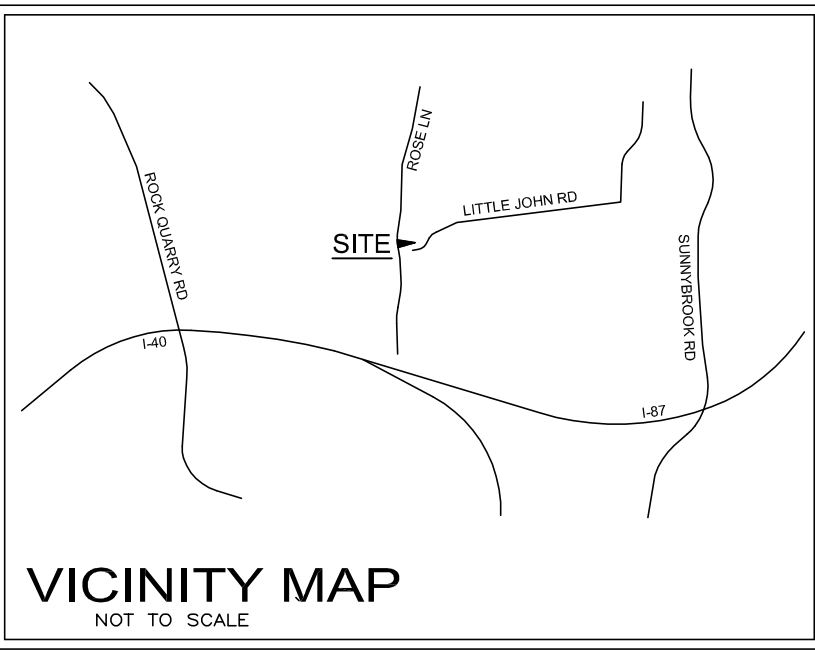 ROSE LN
ROCK QUARRY RD
LITTLE JOHN RD
SITE
SUNNYBROOK RD
I-40
I-87
VICINITY MAP
NOT TO SCALE